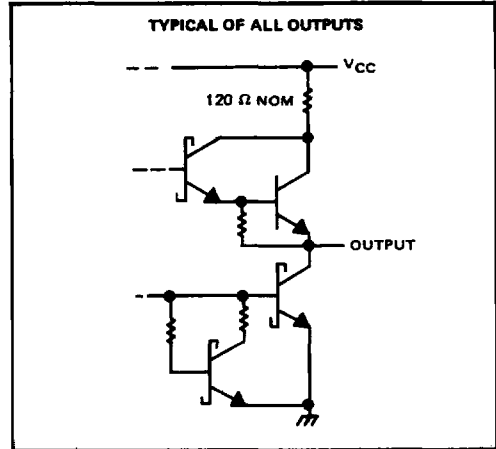 TYPICAL OF ALL OUTPUTS
VCC
120 Ω NOM
OUTPUT